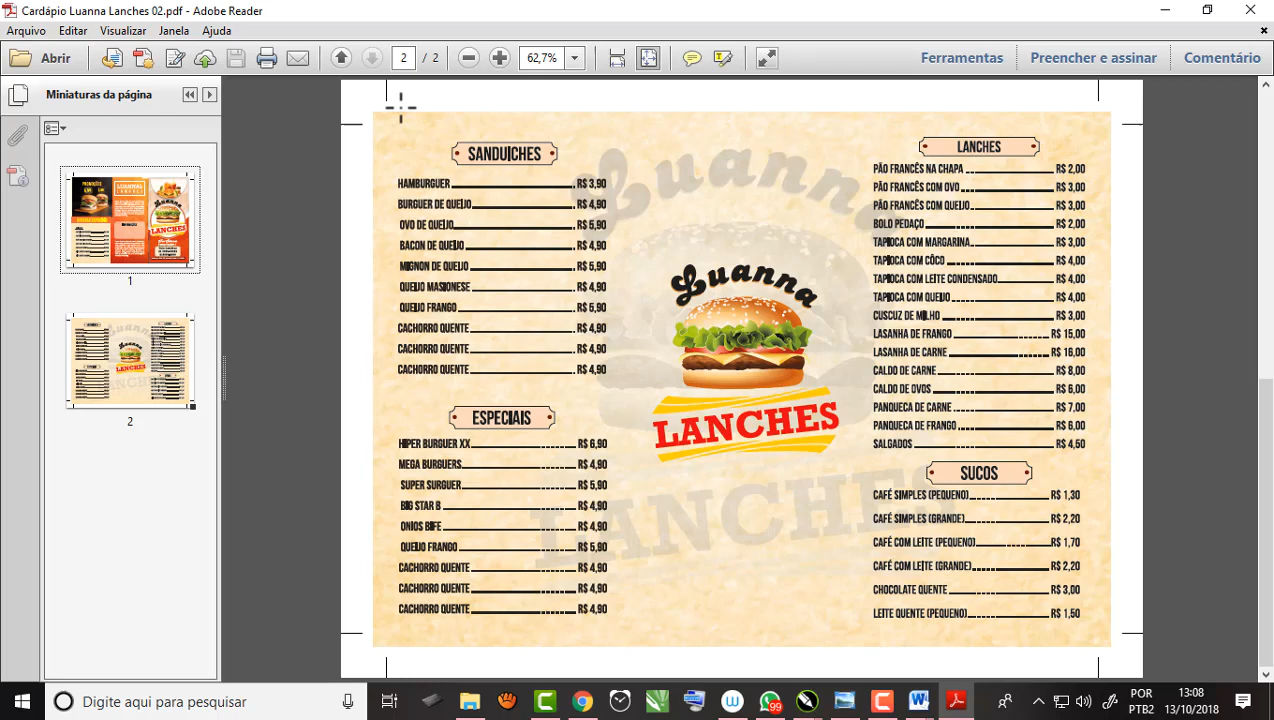 Cardápio Luanna Lanches 02.pdf - Adobe Reader
Arquivo Editar Visualizar Janela Ajuda
Abrir
2 / 2
62,7%
Ferramentas
Preencher e assinar
Comentário
Miniaturas da página
1
2
SANDUICHES
HAMBURGUER R$ 3,90
BURGUER DE QUEIJO R$ 4,90
OVO DE QUEIJO R$ 5,90
BACON DE QUEIJO R$ 4,90
MIGNON DE QUEIJO R$ 5,90
QUEIJO MASIONESE R$ 4,90
QUEIJO FRANGO R$ 5,90
CACHORRO QUENTE R$ 4,90
CACHORRO QUENTE R$ 4,90
CACHORRO QUENTE R$ 4,90
ESPECIAIS
HIPER BURGUER XX R$ 6,90
MEGA BURGUERS R$ 4,90
SUPER SURGUER R$ 5,90
BIG STAR B R$ 4,90
ONIOS BIFE R$ 4,90
QUEIJO FRANGO R$ 5,90
CACHORRO QUENTE R$ 4,90
CACHORRO QUENTE R$ 4,90
CACHORRO QUENTE R$ 4,90
Luanna
LANCHES
Luanna
LANCHES
LANCHES
PÃO FRANCÊS NA CHAPA R$ 2,00
PÃO FRANCÊS COM OVO R$ 3,00
PÃO FRANCÊS COM QUEIJO R$ 3,00
BOLO PEDAÇO R$ 2,00
TAPIOCA COM MARGARINA R$ 3,00
TAPIOCA COM CÔCO R$ 4,00
TAPIOCA COM LEITE CONDENSADO R$ 4,00
TAPIOCA COM QUEIJO R$ 4,00
CUSCUZ DE MILHO R$ 3,00
LASANHA DE FRANGO R$ 15,00
LASANHA DE CARNE R$ 16,00
CALDO DE CARNE R$ 8,00
CALDO DE OVOS R$ 6,00
PANQUECA DE CARNE R$ 7,00
PANQUECA DE FRANGO R$ 6,00
SALGADOS R$ 4,50
SUCOS
CAFÉ SIMPLES (PEQUENO) R$ 1,30
CAFÉ SIMPLES (GRANDE) R$ 2,20
CAFÉ COM LEITE (PEQUENO) R$ 1,70
CAFÉ COM LEITE (GRANDE) R$ 2,20
CHOCOLATE QUENTE R$ 3,00
LEITE QUENTE (PEQUENO) R$ 1,50
Digite aqui para pesquisar
99
POR
PTB2
13:08
13/10/2018